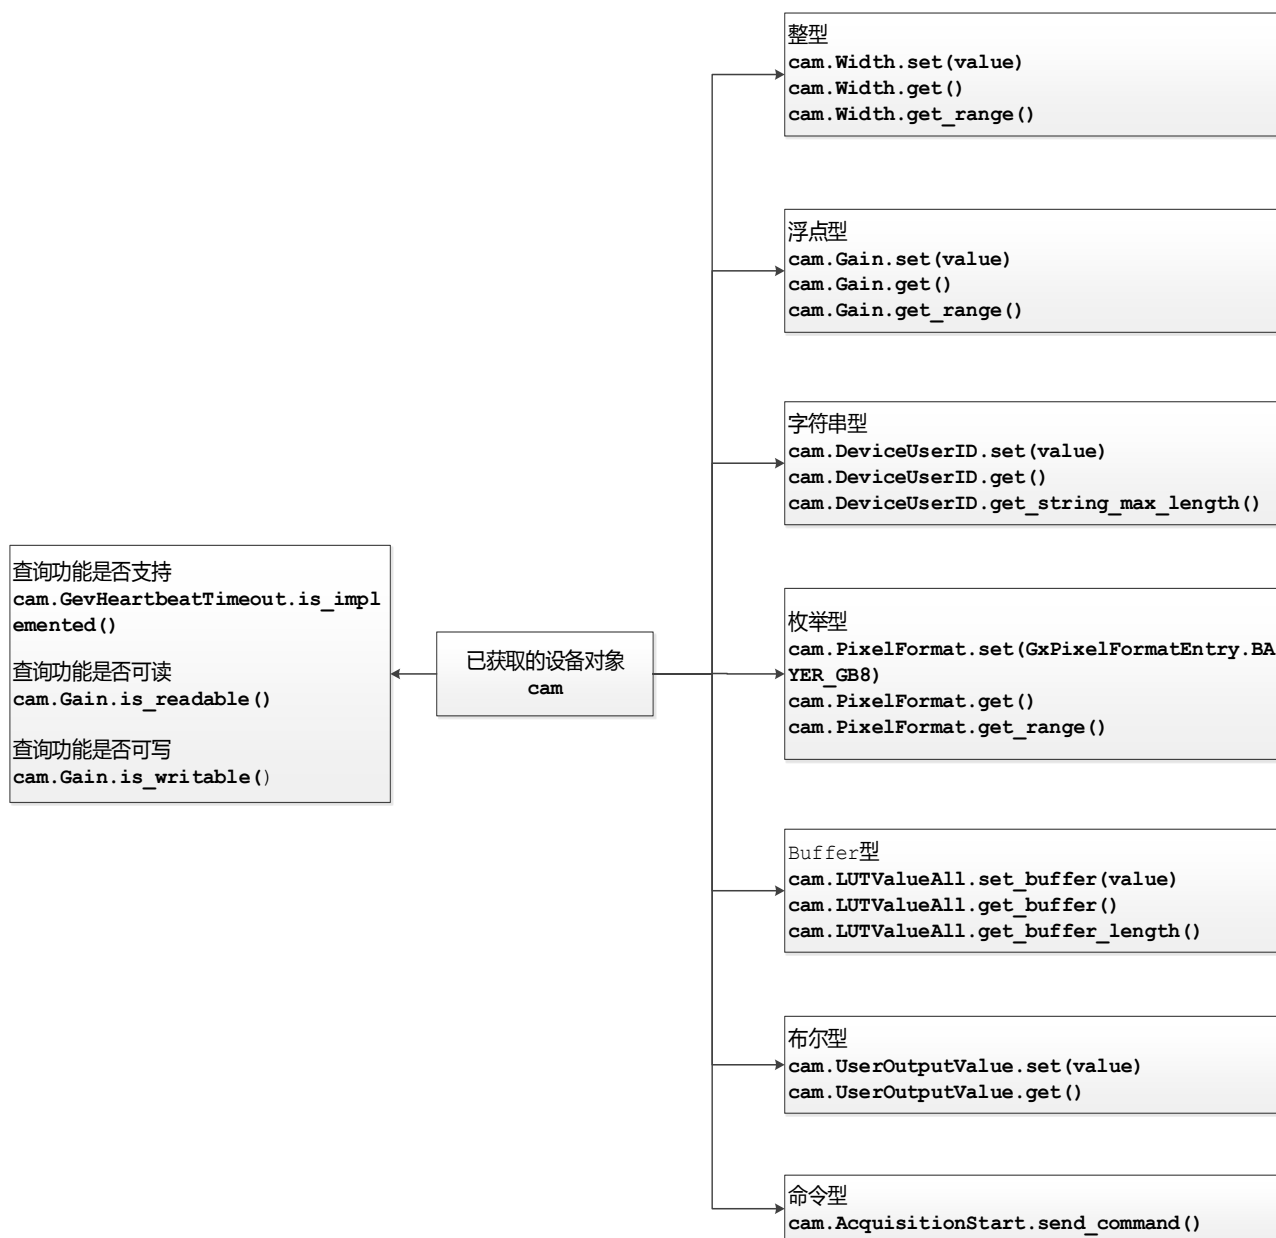 整型
cam.Width.set(value)
cam.Width.get()
cam.Width.get_range()
浮点型
cam.Gain.set(value)
cam.Gain.get()
cam.Gain.get_range()
字符串型
cam.DeviceUserID.set(value)
cam.DeviceUserID.get()
cam.DeviceUserID.get_string_max_length()
查询功能是否支持
cam.GevHeartbeatTimeout.is_impl
emented()
查询功能是否可读
cam.Gain.is_readable()
查询功能是否可写
cam.Gain.is_writable()
已获取的设备对象
cam
枚举型
cam.PixelFormat.set(GxPixelFormatEntry.BA
YER_GB8)
cam.PixelFormat.get()
cam.PixelFormat.get_range()
Buffer型
cam.LUTValueAll.set_buffer(value)
cam.LUTValueAll.get_buffer()
cam.LUTValueAll.get_buffer_length()
布尔型
cam.UserOutputValue.set(value)
cam.UserOutputValue.get()
命令型
cam.AcquisitionStart.send_command()